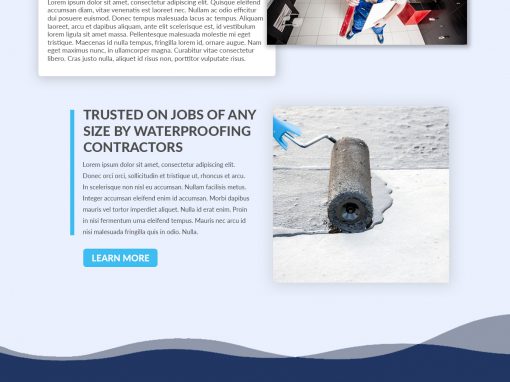 Lorem ipsum dolor sit amet, consectetur adipiscing elit. Quisque eleifend
accumsan diam, vitae venenatis est laoreet nec. Nullam ac odio efficitur
dui posuere euismod. Donec tempus malesuada lacus ac tempus. Aliquam
laoreet, arcu et dapibus aliquam, ante elit scelerisque est, id vestibulum
lorem ligula sit amet massa. Pellentesque malesuada molestie mi eget
tristique. Maecenas id nulla tempus, fringilla lorem id, ornare augue. Nam
eget maximus nunc, in ullamcorper magna. Curabitur vitae consectetur
libero. Cras justo nulla, aliquet id risus non, porttitor vulputate risus.
TRUSTED ON JOBS OF ANY
SIZE BY WATERPROOFING
CONTRACTORS
Lorem ipsum dolor sit amet, consectetur adipiscing elit.
Donec orci orci, sollicitudin et tristique ut, rhoncus et arcu.
In scelerisque non nisl eu accumsan. Nullam facilisis metus.
Integer accumsan eleifend enim id accumsan. Morbi dapibus
mauris vel tortor imperdiet aliquet. Nulla id erat enim. Proin
in nisi fermentum urna eleifend tempus. Mauris nec arcu id
nisi malesuada fringilla quis in odio. Nulla.
LEARN MORE